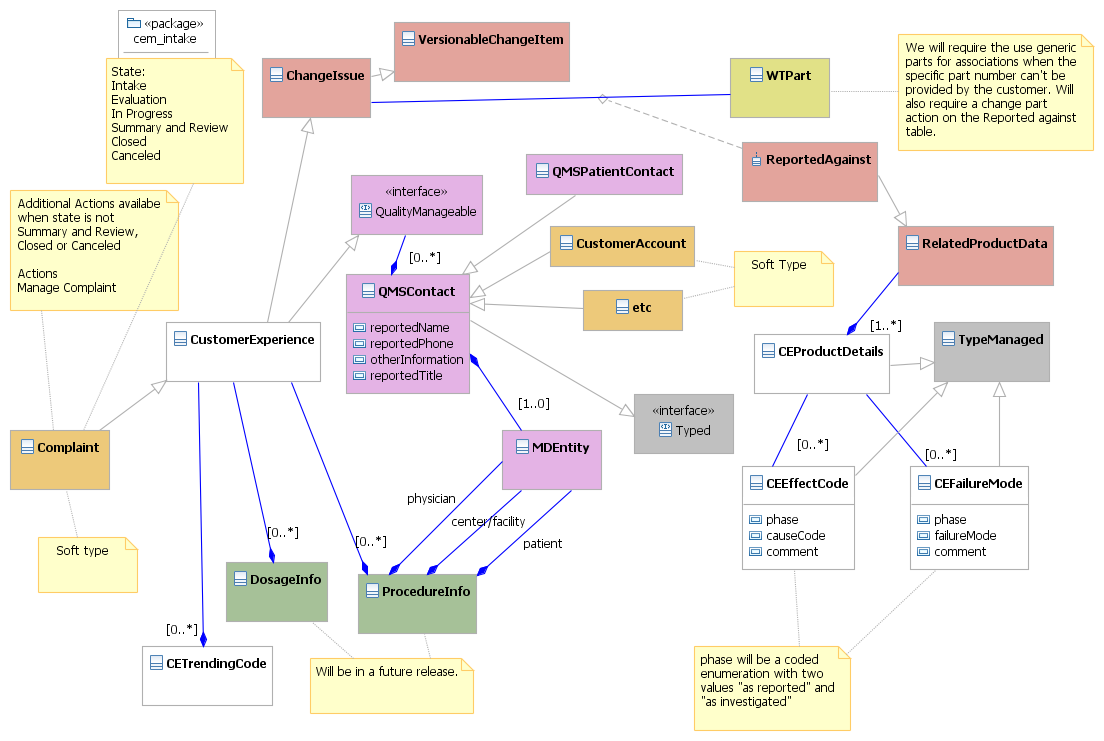 «package»
cem_intake
State:
Intake
Evaluation
In Progress
Summary and Review
Closed
Canceled
ChangeIssue
VersionableChangeItem
WTPart
We will require the use generic
parts for associations when the
specific part number can't be
provided by the customer. Will
also require a change part
action on the Reported against
table.
ReportedAgainst
QMSPatientContact
«interface»
QualityManageable
Additional Actions availabe
when state is not
Summary and Review,
Closed or Canceled
Actions
Manage Complaint
CustomerAccount
RelatedProductData
[0..*]
Soft Type
QMSContact
reportedName
reportedPhone
otherInformation
reportedTitle
etc
CustomerExperience
[1..*]
CEProductDetails
TypeManaged
[1..0]
«interface»
Typed
Complaint
MDEntity
[0..*]
[0..*]
CEEffectCode
phase
causeCode
comment
CEFailureMode
phase
failureMode
comment
physician
center/facility
patient
Soft type
[0..*]
[0..*]
DosageInfo
ProcedureInfo
[0..*]
CETrendingCode
Will be in a future release.
phase will be a coded
enumeration with two
values "as reported" and
"as investigated"